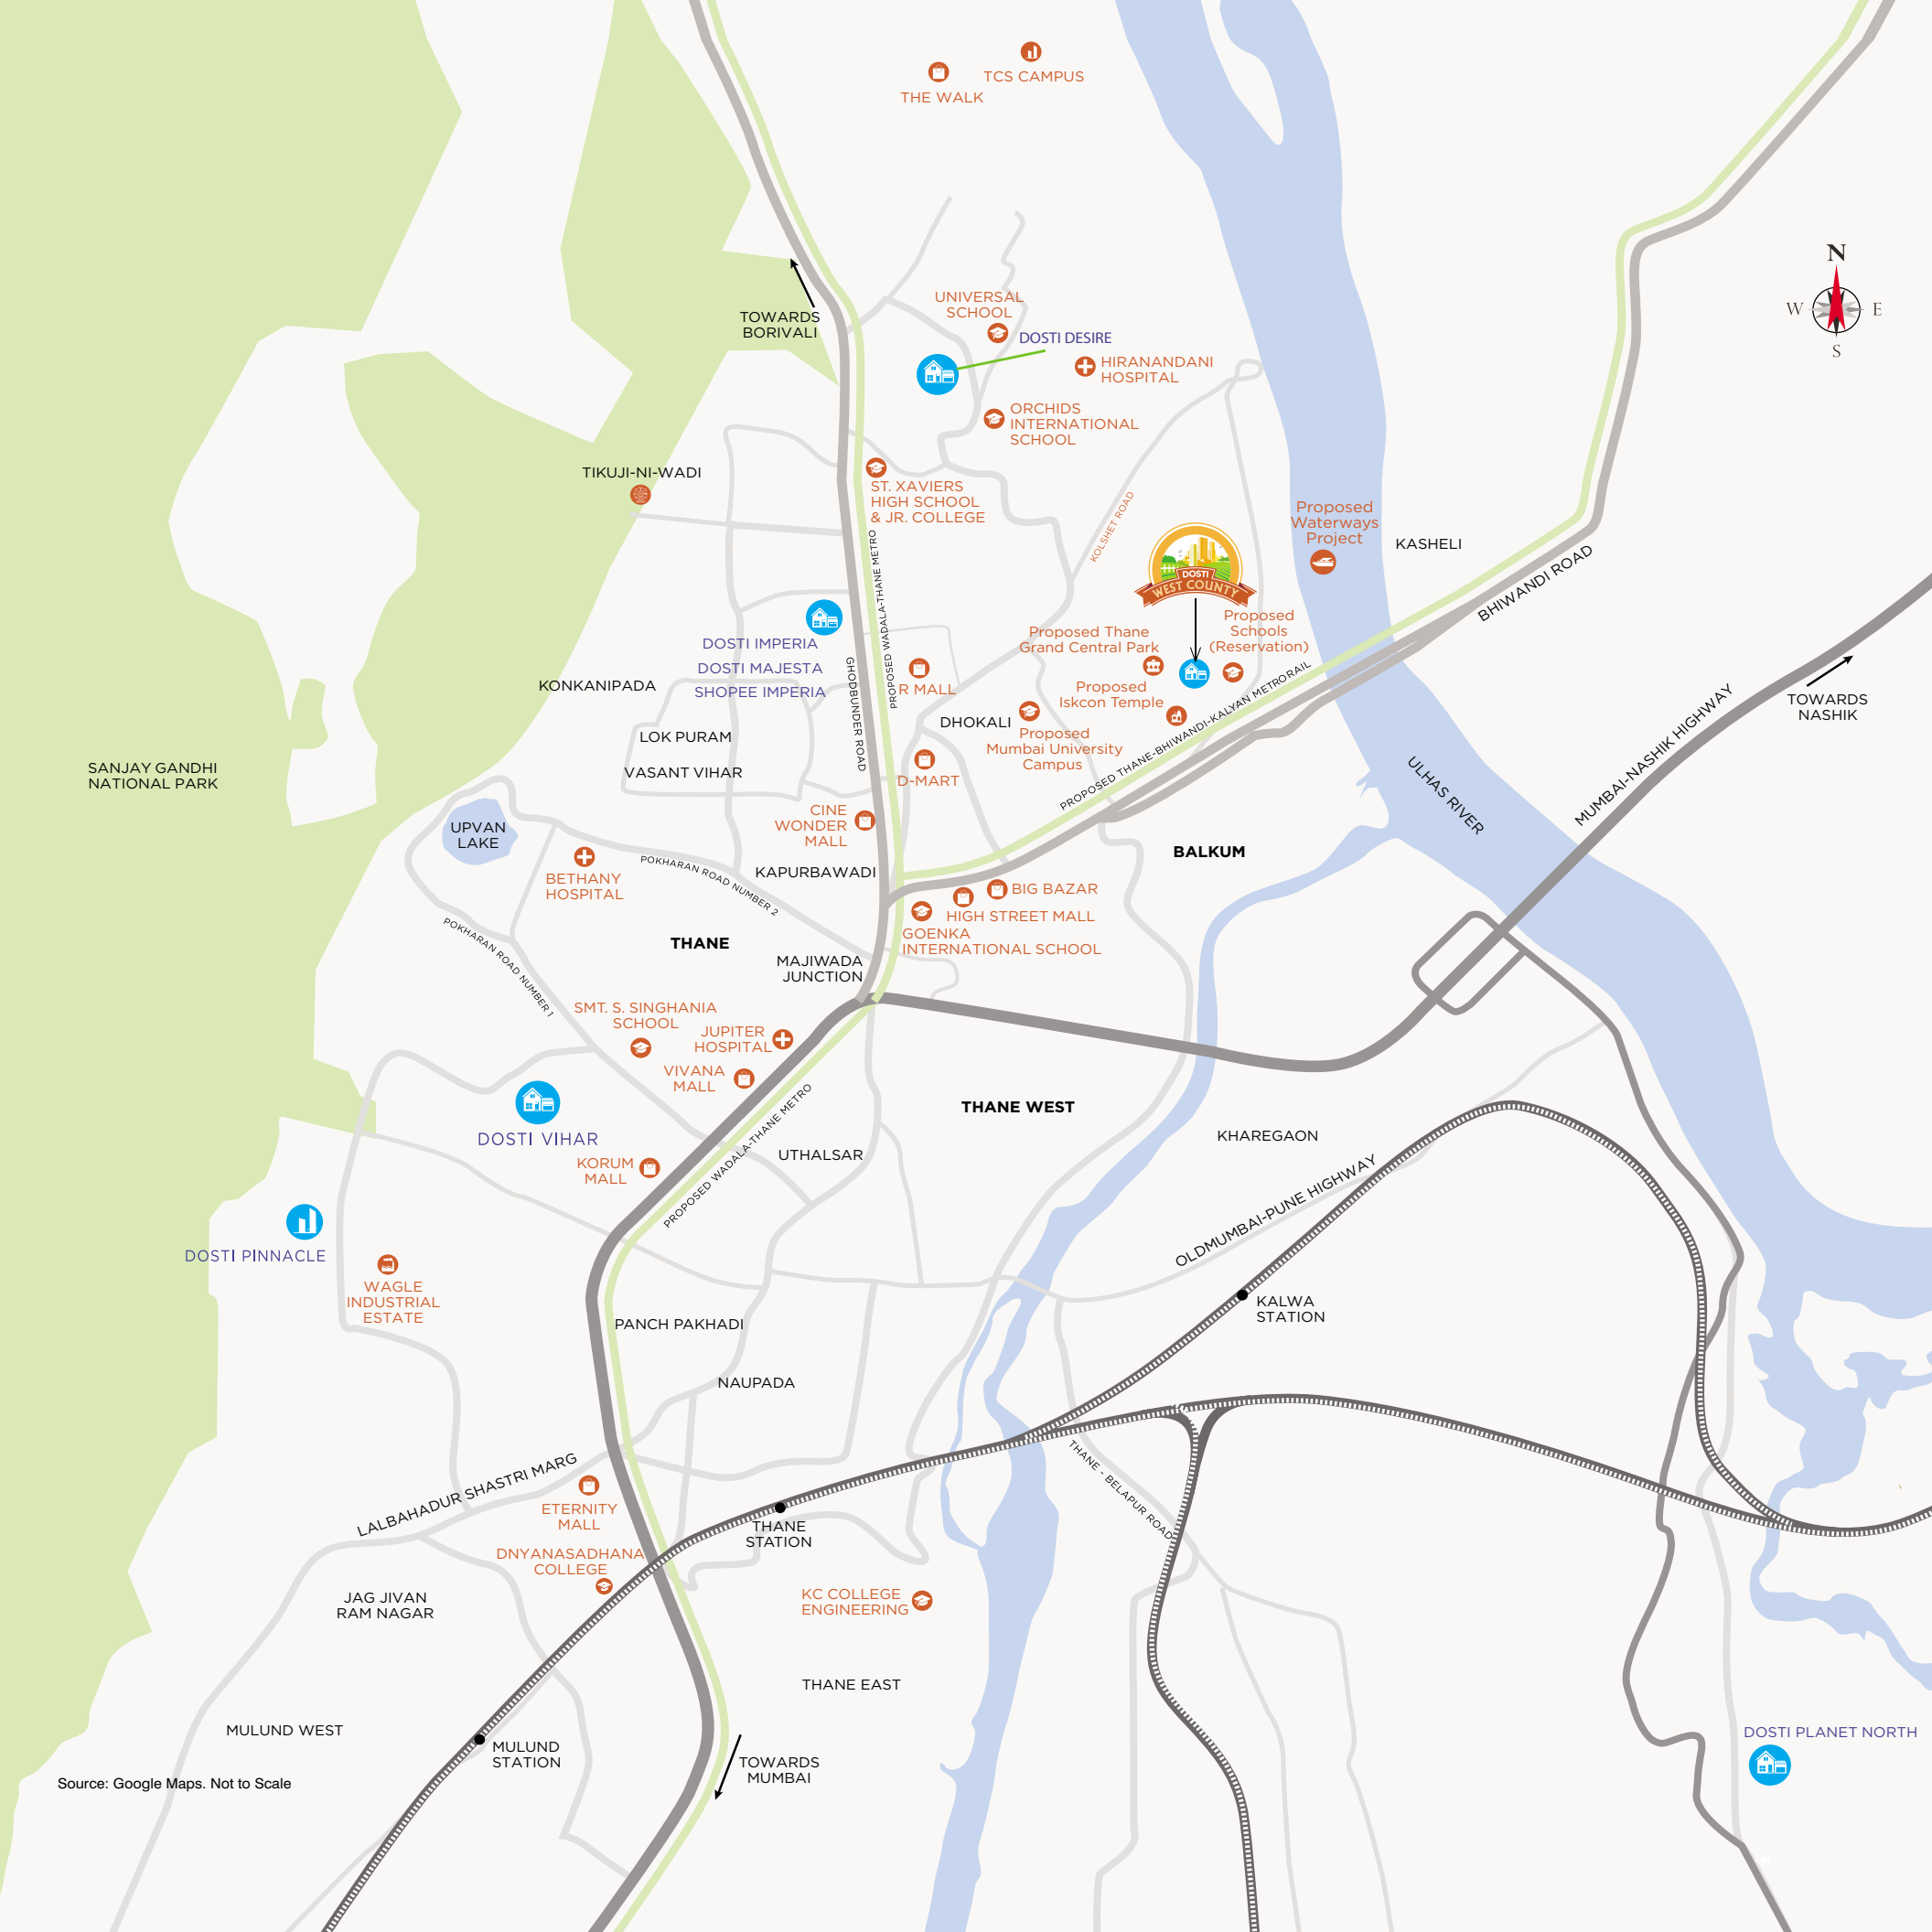 TCS CAMPUS
THE WALK
N
W
E
S
UNIVERSAL
SCHOOL
TOWARDS
BORIVALI
DOSTI DESIRE
HIRANANDANI
HOSPITAL
ORCHIDS
INTERNATIONAL
SCHOOL
TIKUJI-NI-WADI
ST. XAVIERS
HIGH SCHOOL
& JR. COLLEGE
KOLSHET ROAD
Proposed
Waterways
Project
KASHELI
BHIWANDI ROAD
DOSTI
WEST COUNTY
PROPOSED WADALA-THANE METRO
PROPOSED WADALA-THANE METRO
Proposed
Schools
(Reservation)
Proposed Thane
Grand Central Park
DOSTI IMPERIA
DOSTI MAJESTA
SHOPEE IMPERIA
GHODBUNDER ROAD
R MALL
KONKANIPADA
Proposed
Iskcon Temple
PROPOSED THANE-BHIWANDI-KALYAN METRORAIL
TOWARDS
NASHIK
MUMBAI-NASHIK HIGHWAY
DHOKALI
Proposed
Mumbai University
Campus
LOK PURAM
VASANT VIHAR
SANJAY GANDHI
NATIONAL PARK
D-MART
ULHAS RIVER
CINE
WONDER
MALL
UPVAN
LAKE
BALKUM
POKHARAN ROAD NUMBER 2
KAPURBAWADI
BETHANY
HOSPITAL
BIG BAZAR
HIGH STREET MALL
GOENKA
INTERNATIONAL SCHOOL
POKHARAN ROAD NUMBER 1
THANE
MAJIWADA
JUNCTION
SMT. S. SINGHANIA
SCHOOL
JUPITER
HOSPITAL
VIVANA
MALL
PROPOSED WADALA-THANE METRO
THANE WEST
DOSTI VIHAR
KHAREGAON
UTHALSAR
KORUM
MALL
OLDMUMBAI-PUNE HIGHWAY
DOSTI PINNACLE
WAGLE
INDUSTRIAL
ESTATE
KALWA
STATION
PANCH PAKHADI
NAUPADA
THANE - BELAPUR ROAD
LALBAHADUR SHASTRI MARG
ETERNITY
MALL
THANE
STATION
DNYANASADHANA
COLLEGE
JAG JIVAN
RAM NAGAR
KC COLLEGE
ENGINEERING
THANE EAST
MULUND WEST
DOSTI PLANET NORTH
MULUND
STATION
TOWARDS
MUMBAI
Source: Google Maps. Not to Scale